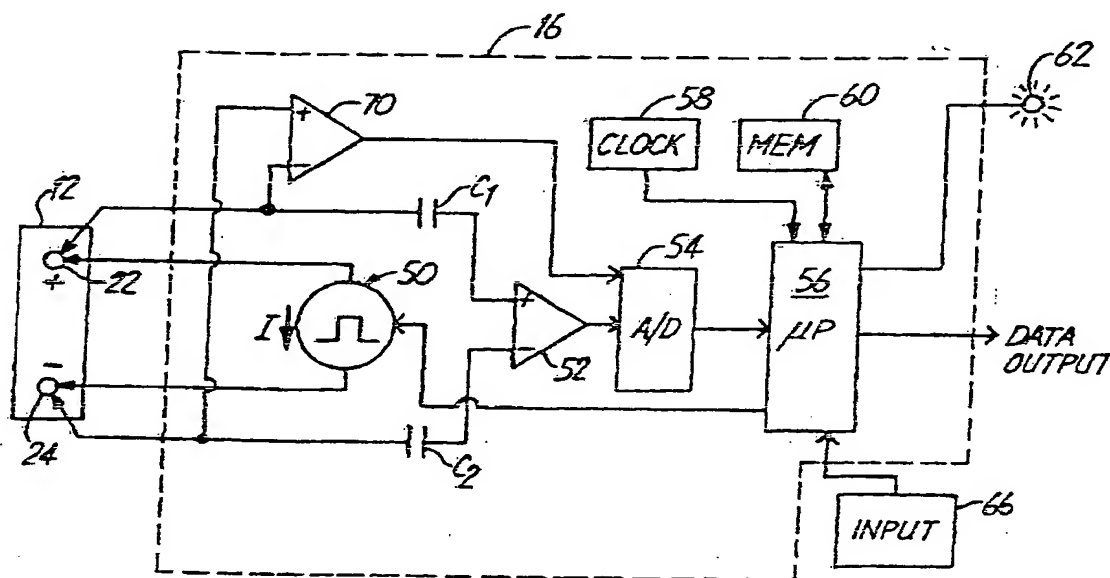 16
62
70
58
60
CLOCK
MEM
12
C1
54
50
56
+
+
22
+
I
A/D
μP
DATA
OUTPUT
-
-
-
52
24
C2
INPUT
66